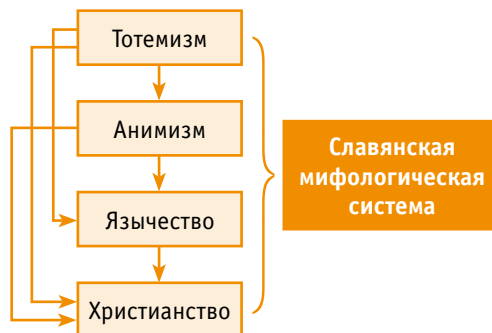 Тотемизм
Анимизм
Язычество
Христианство
Славянская
мифологическая
система